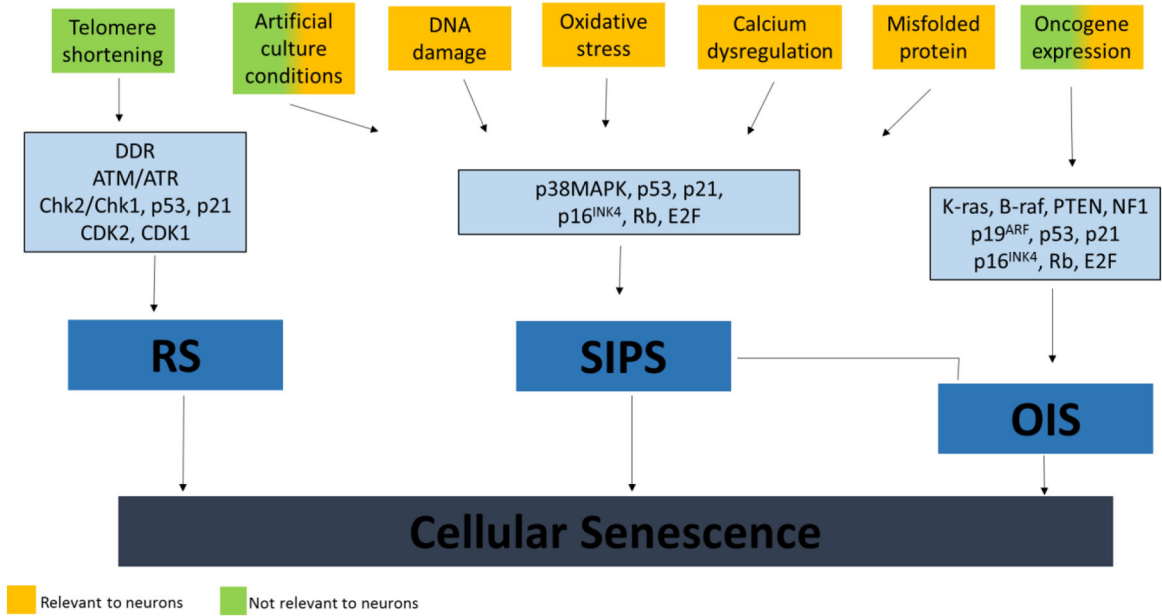 Telomere
shortening
Artificial
culture
conditions
DNA
damage
Oxidative
stress
Calcium
dysregulation
Misfolded
protein
Oncogene
expression
DDR
ATM/ATR
Chk2/Chk1, p53, p21
CDK2, CDK1
p38MAPK, p53, p21,
p16INK4, Rb, E2F
K-ras, B-raf, PTEN, NF1
p19ARF, p53, p21
p16INK4, Rb, E2F
RS
SIPS
OIS
Cellular Senescence
Relevant to neurons
Not relevant to neurons